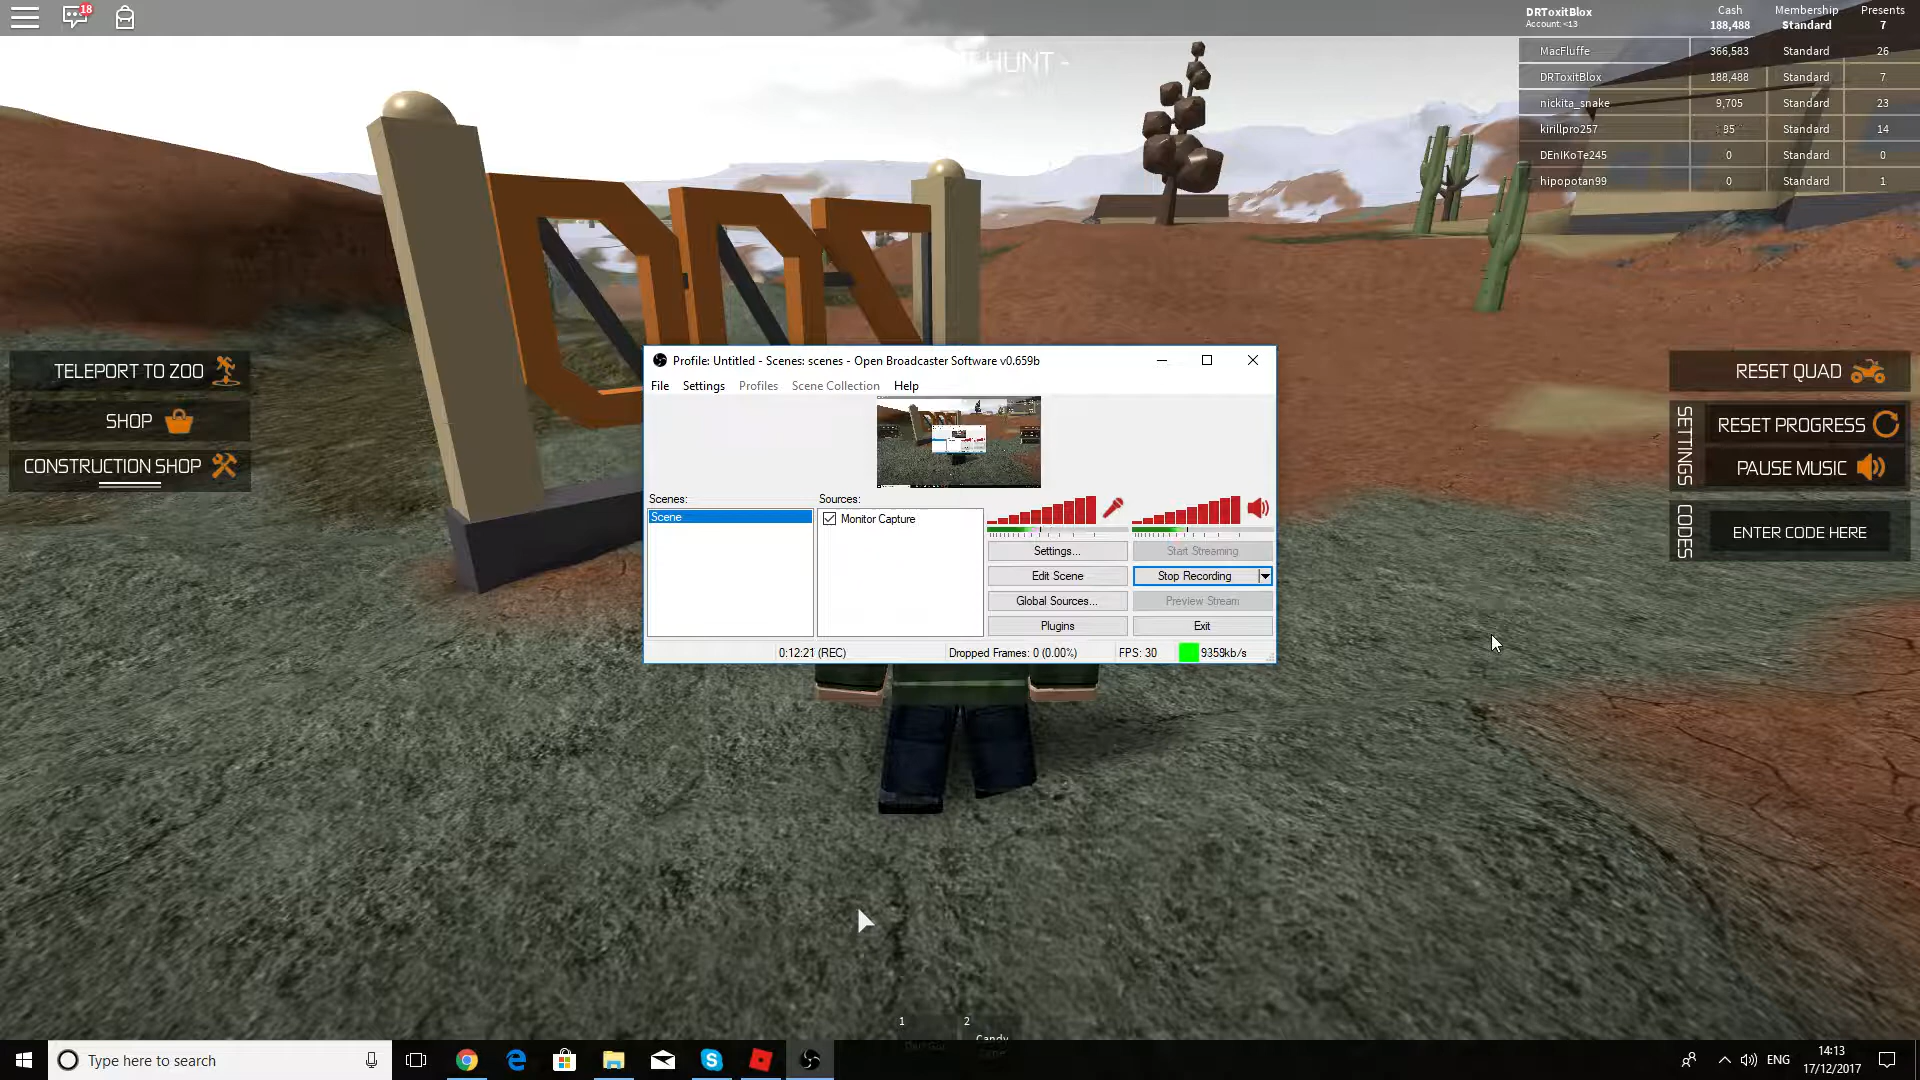 18
DRToxitBlox
Account: <13
Cash
188,488
Membership
Standard
Presents
7
T HUNT -
MacFluffe 366,583 Standard 26
DRToxitBlox 188,488 Standard 7
nickita_snake 9,705 Standard 23
kirillpro257 95 Standard 14
DEnIKoTe245 0 Standard 0
hipopotan99 0 Standard 1
TELEPORT TO ZOO
SHOP
CONSTRUCTION SHOP
RESET QUAD
SETTINGS
RESET PROGRESS
PAUSE MUSIC
CODES
ENTER CODE HERE
Profile: Untitled - Scenes: scenes - Open Broadcaster Software v0.659b
File Settings Profiles Scene Collection Help
Scenes:
Scene
Sources:
Monitor Capture
Settings...
Start Streaming
Edit Scene
Stop Recording
Global Sources...
Preview Stream
Plugins
Exit
0:12:21 (REC)
Dropped Frames: 0 (0.00%)
FPS: 30
9359kb/s
1
2
Candy
Type here to search
ENG
14:13
17/12/2017